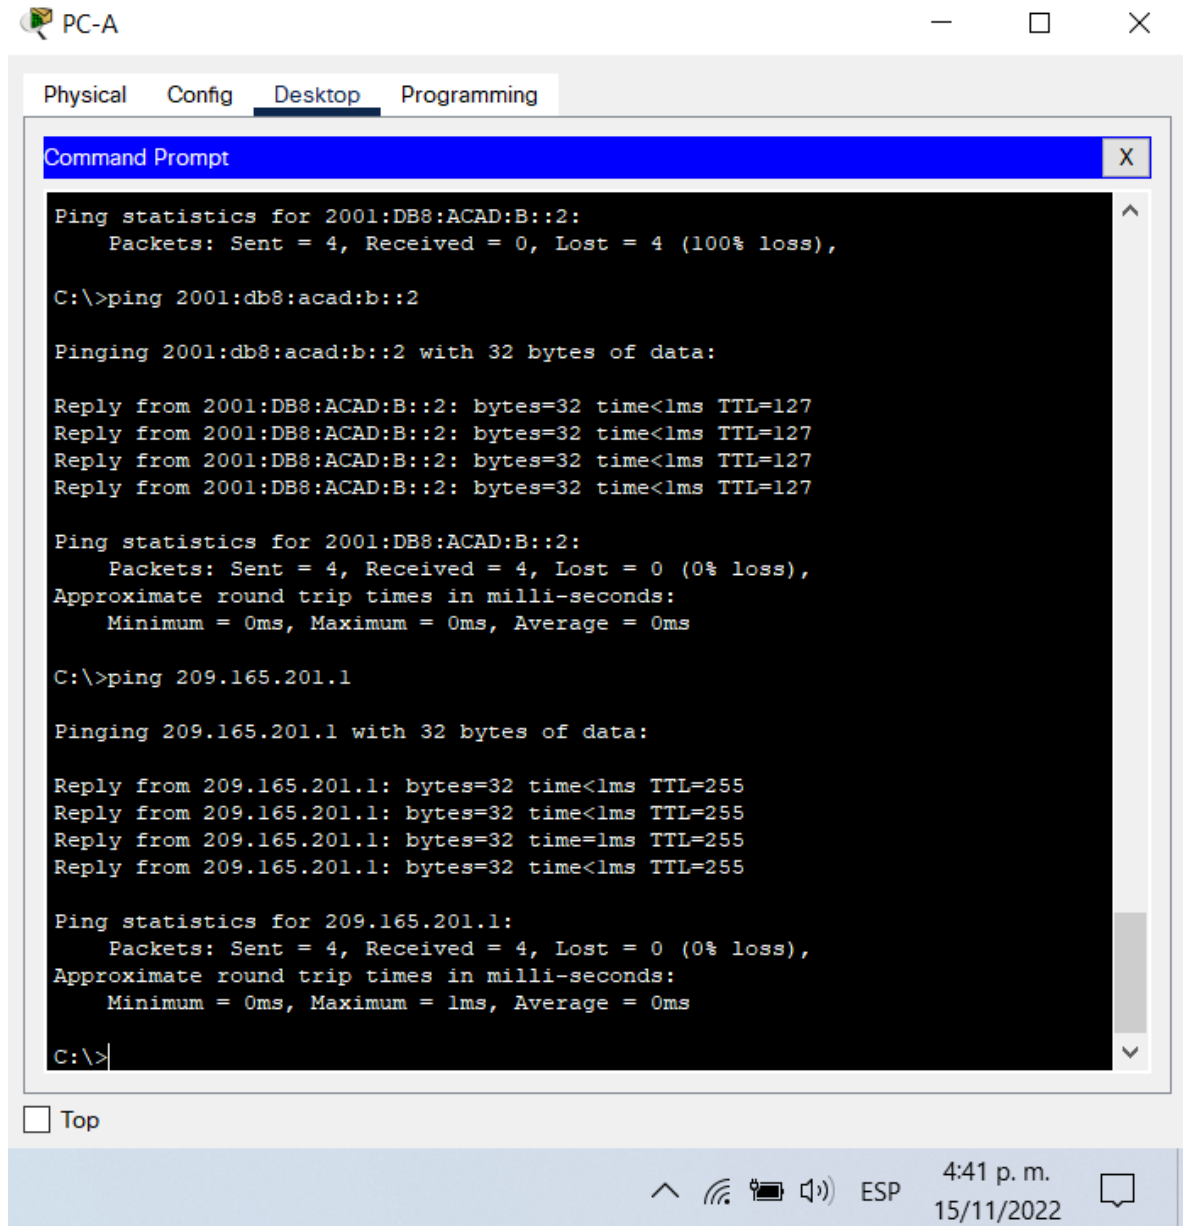 PC-A
Physical Config Desktop Programming
Command Prompt X
Ping statistics for 2001:DB8:ACAD:B::2:
Packets: Sent = 4, Received = 0, Lost = 4 (100% loss),
C:\>ping 2001:db8:acad:b::2
Pinging 2001:db8:acad:b::2 with 32 bytes of data:
Reply from 2001:DB8:ACAD:B::2: bytes=32 time<1ms TTL=127
Reply from 2001:DB8:ACAD:B::2: bytes=32 time<1ms TTL=127
Reply from 2001:DB8:ACAD:B::2: bytes=32 time<1ms TTL=127
Reply from 2001:DB8:ACAD:B::2: bytes=32 time<1ms TTL=127
Ping statistics for 2001:DB8:ACAD:B::2:
Packets: Sent = 4, Received = 4, Lost = 0 (0% loss),
Approximate round trip times in milli-seconds:
Minimum = 0ms, Maximum = 0ms, Average = 0ms
C:\>ping 209.165.201.1
Pinging 209.165.201.1 with 32 bytes of data:
Reply from 209.165.201.1: bytes=32 time<1ms TTL=255
Reply from 209.165.201.1: bytes=32 time<1ms TTL=255
Reply from 209.165.201.1: bytes=32 time=1ms TTL=255
Reply from 209.165.201.1: bytes=32 time<1ms TTL=255
Ping statistics for 209.165.201.1:
Packets: Sent = 4, Received = 4, Lost = 0 (0% loss),
Approximate round trip times in milli-seconds:
Minimum = 0ms, Maximum = 1ms, Average = 0ms
C:\>
Top
ESP 4:41 p. m.
15/11/2022